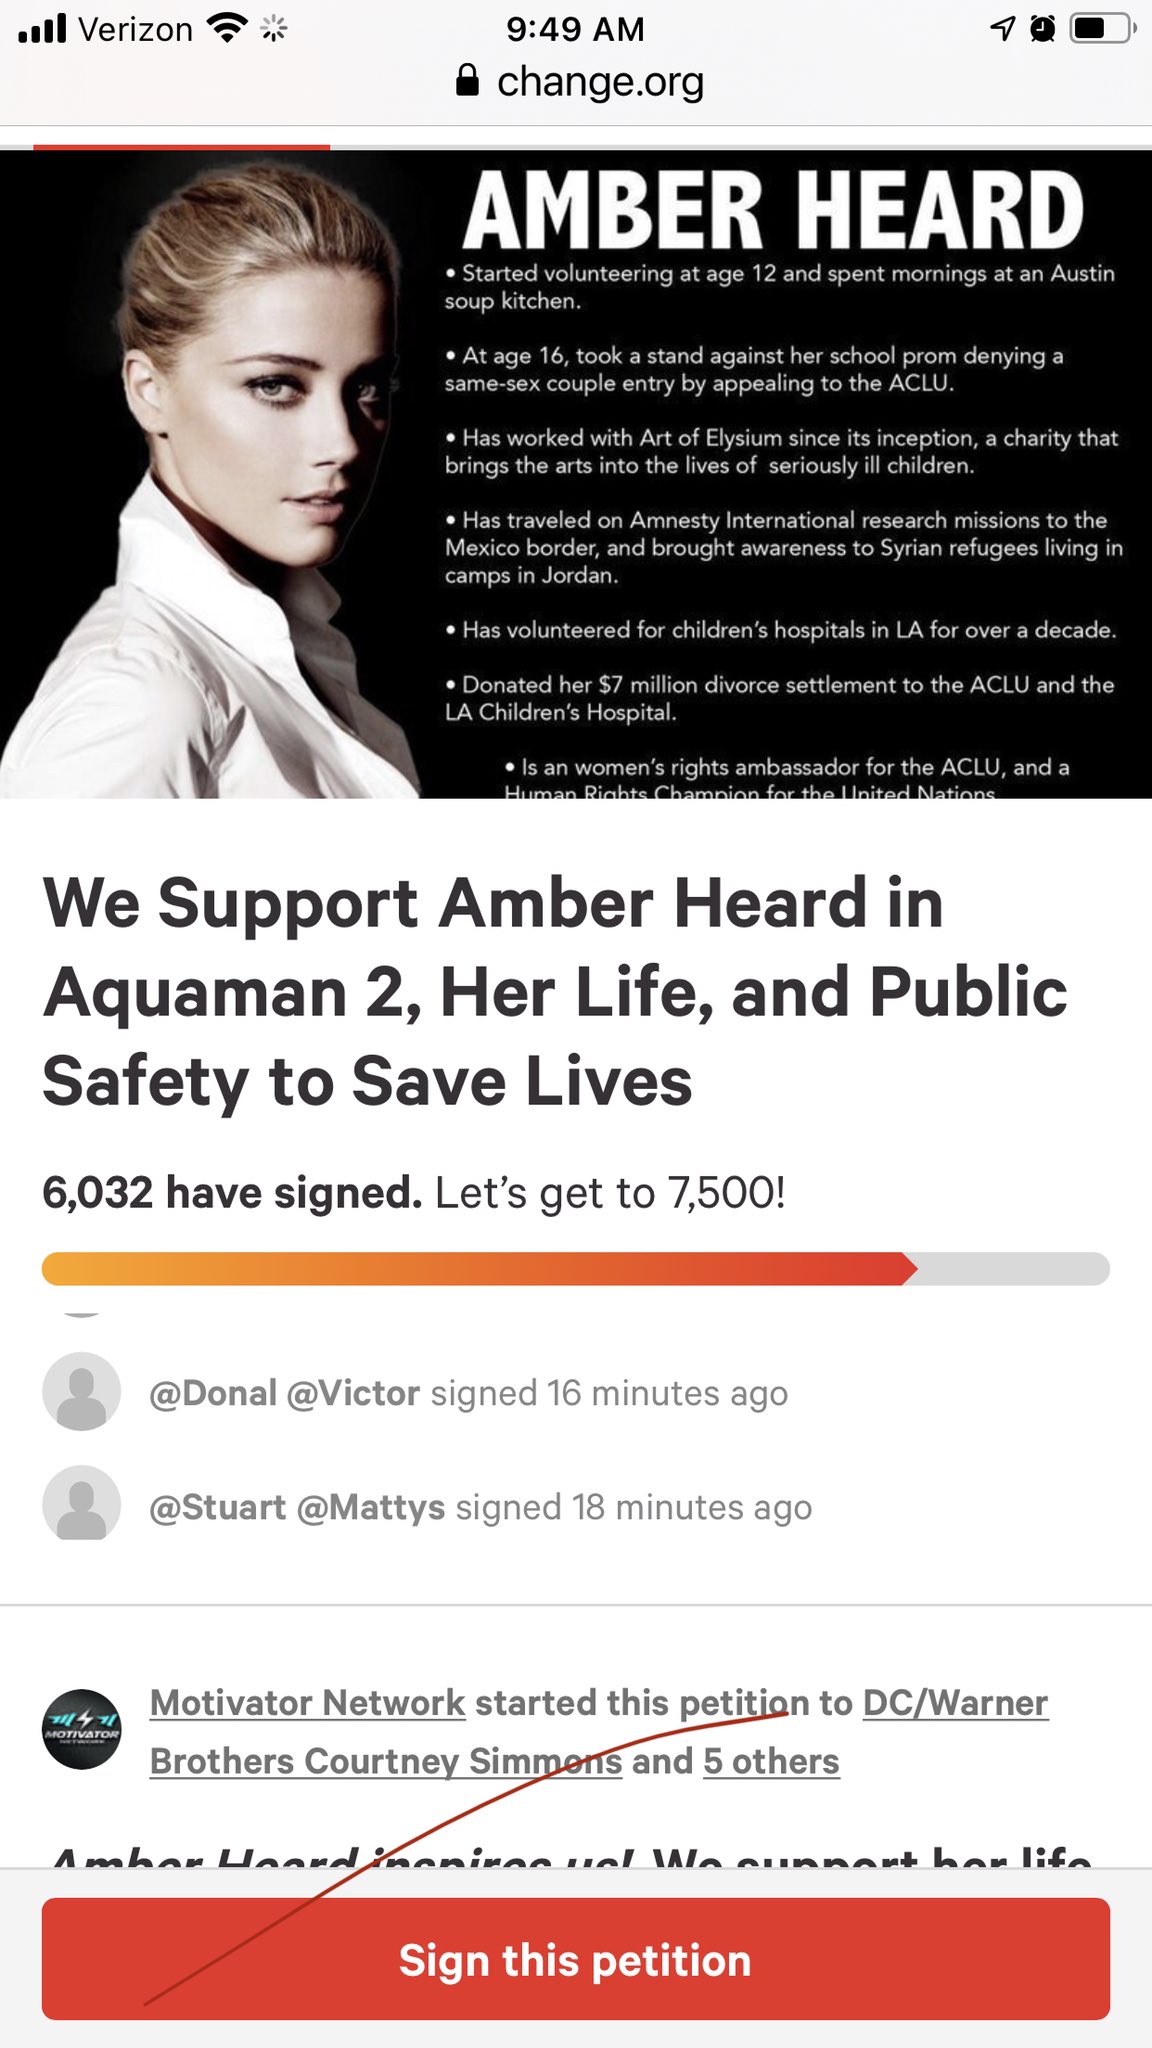 Verizon
9:49 AM
change.org
AMBER HEARD
• Started volunteering at age 12 and spent mornings at an Austin
soup kitchen.
• At age 16, took a stand against her school prom denying a
same-sex couple entry by appealing to the ACLU.
• Has worked with Art of Elysium since its inception, a charity that
brings the arts into the lives of seriously ill children.
• Has traveled on Amnesty International research missions to the
Mexico border, and brought awareness to Syrian refugees living in
camps in Jordan.
• Has volunteered for children's hospitals in LA for over a decade.
• Donated her $7 million divorce settlement to the ACLU and the
LA Children's Hospital.
• Is an women's rights ambassador for the ACLU, and a
Human Rights Champion for the United Nations
We Support Amber Heard in
Aquaman 2, Her Life, and Public
Safety to Save Lives
6,032 have signed. Let's get to 7,500!
@Donal @Victor signed 16 minutes ago
@Stuart @Mattys signed 18 minutes ago
MOTIVATOR
NETWORK
Motivator Network started this petition to DC/Warner
Brothers Courtney Simmons and 5 others
Amber Heard inspires us! We support her life
Sign this petition